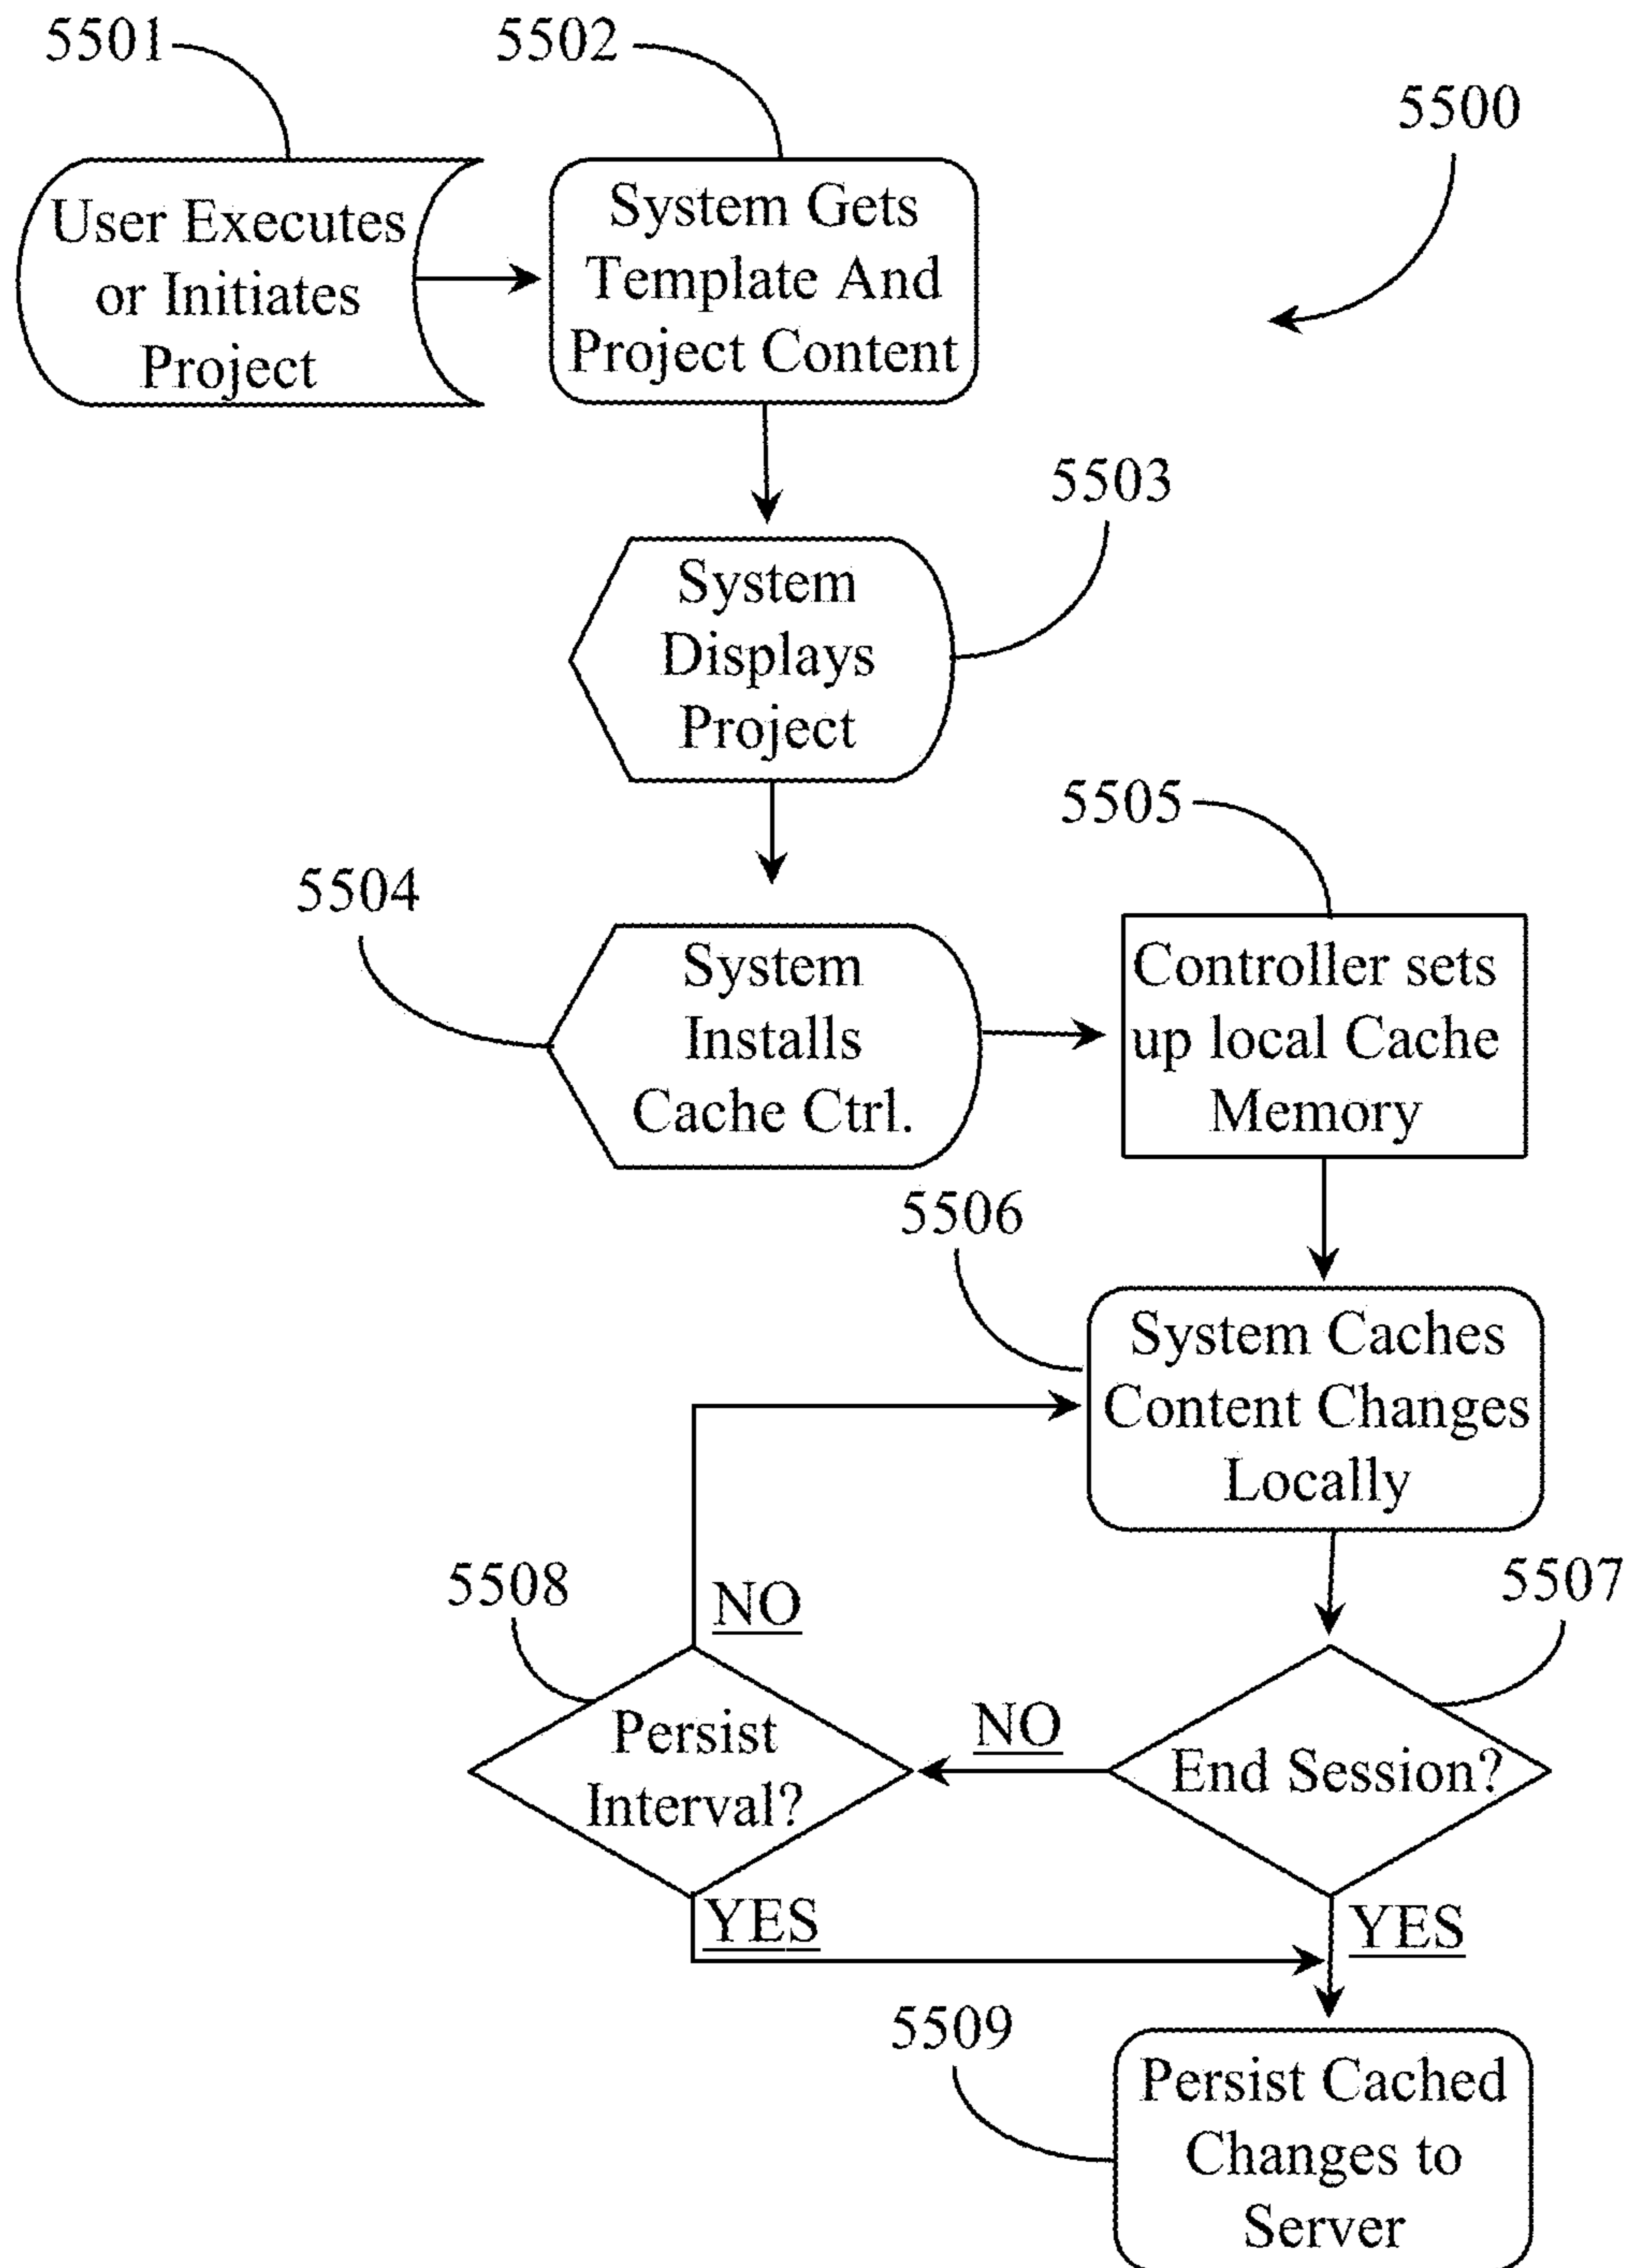 5501
5502
5500
User Executes
or Initiates
Project
System Gets
Template And
Project Content
5503
System
Displays
Project
5505
5504
System
Installs
Cache Ctrl.
Controller sets
up local Cache
Memory
5506
System Caches
Content Changes
Locally
5508
NO
5507
Persist
Interval?
NO
End Session?
YES
YES
5509
Persist Cached
Changes to
Server